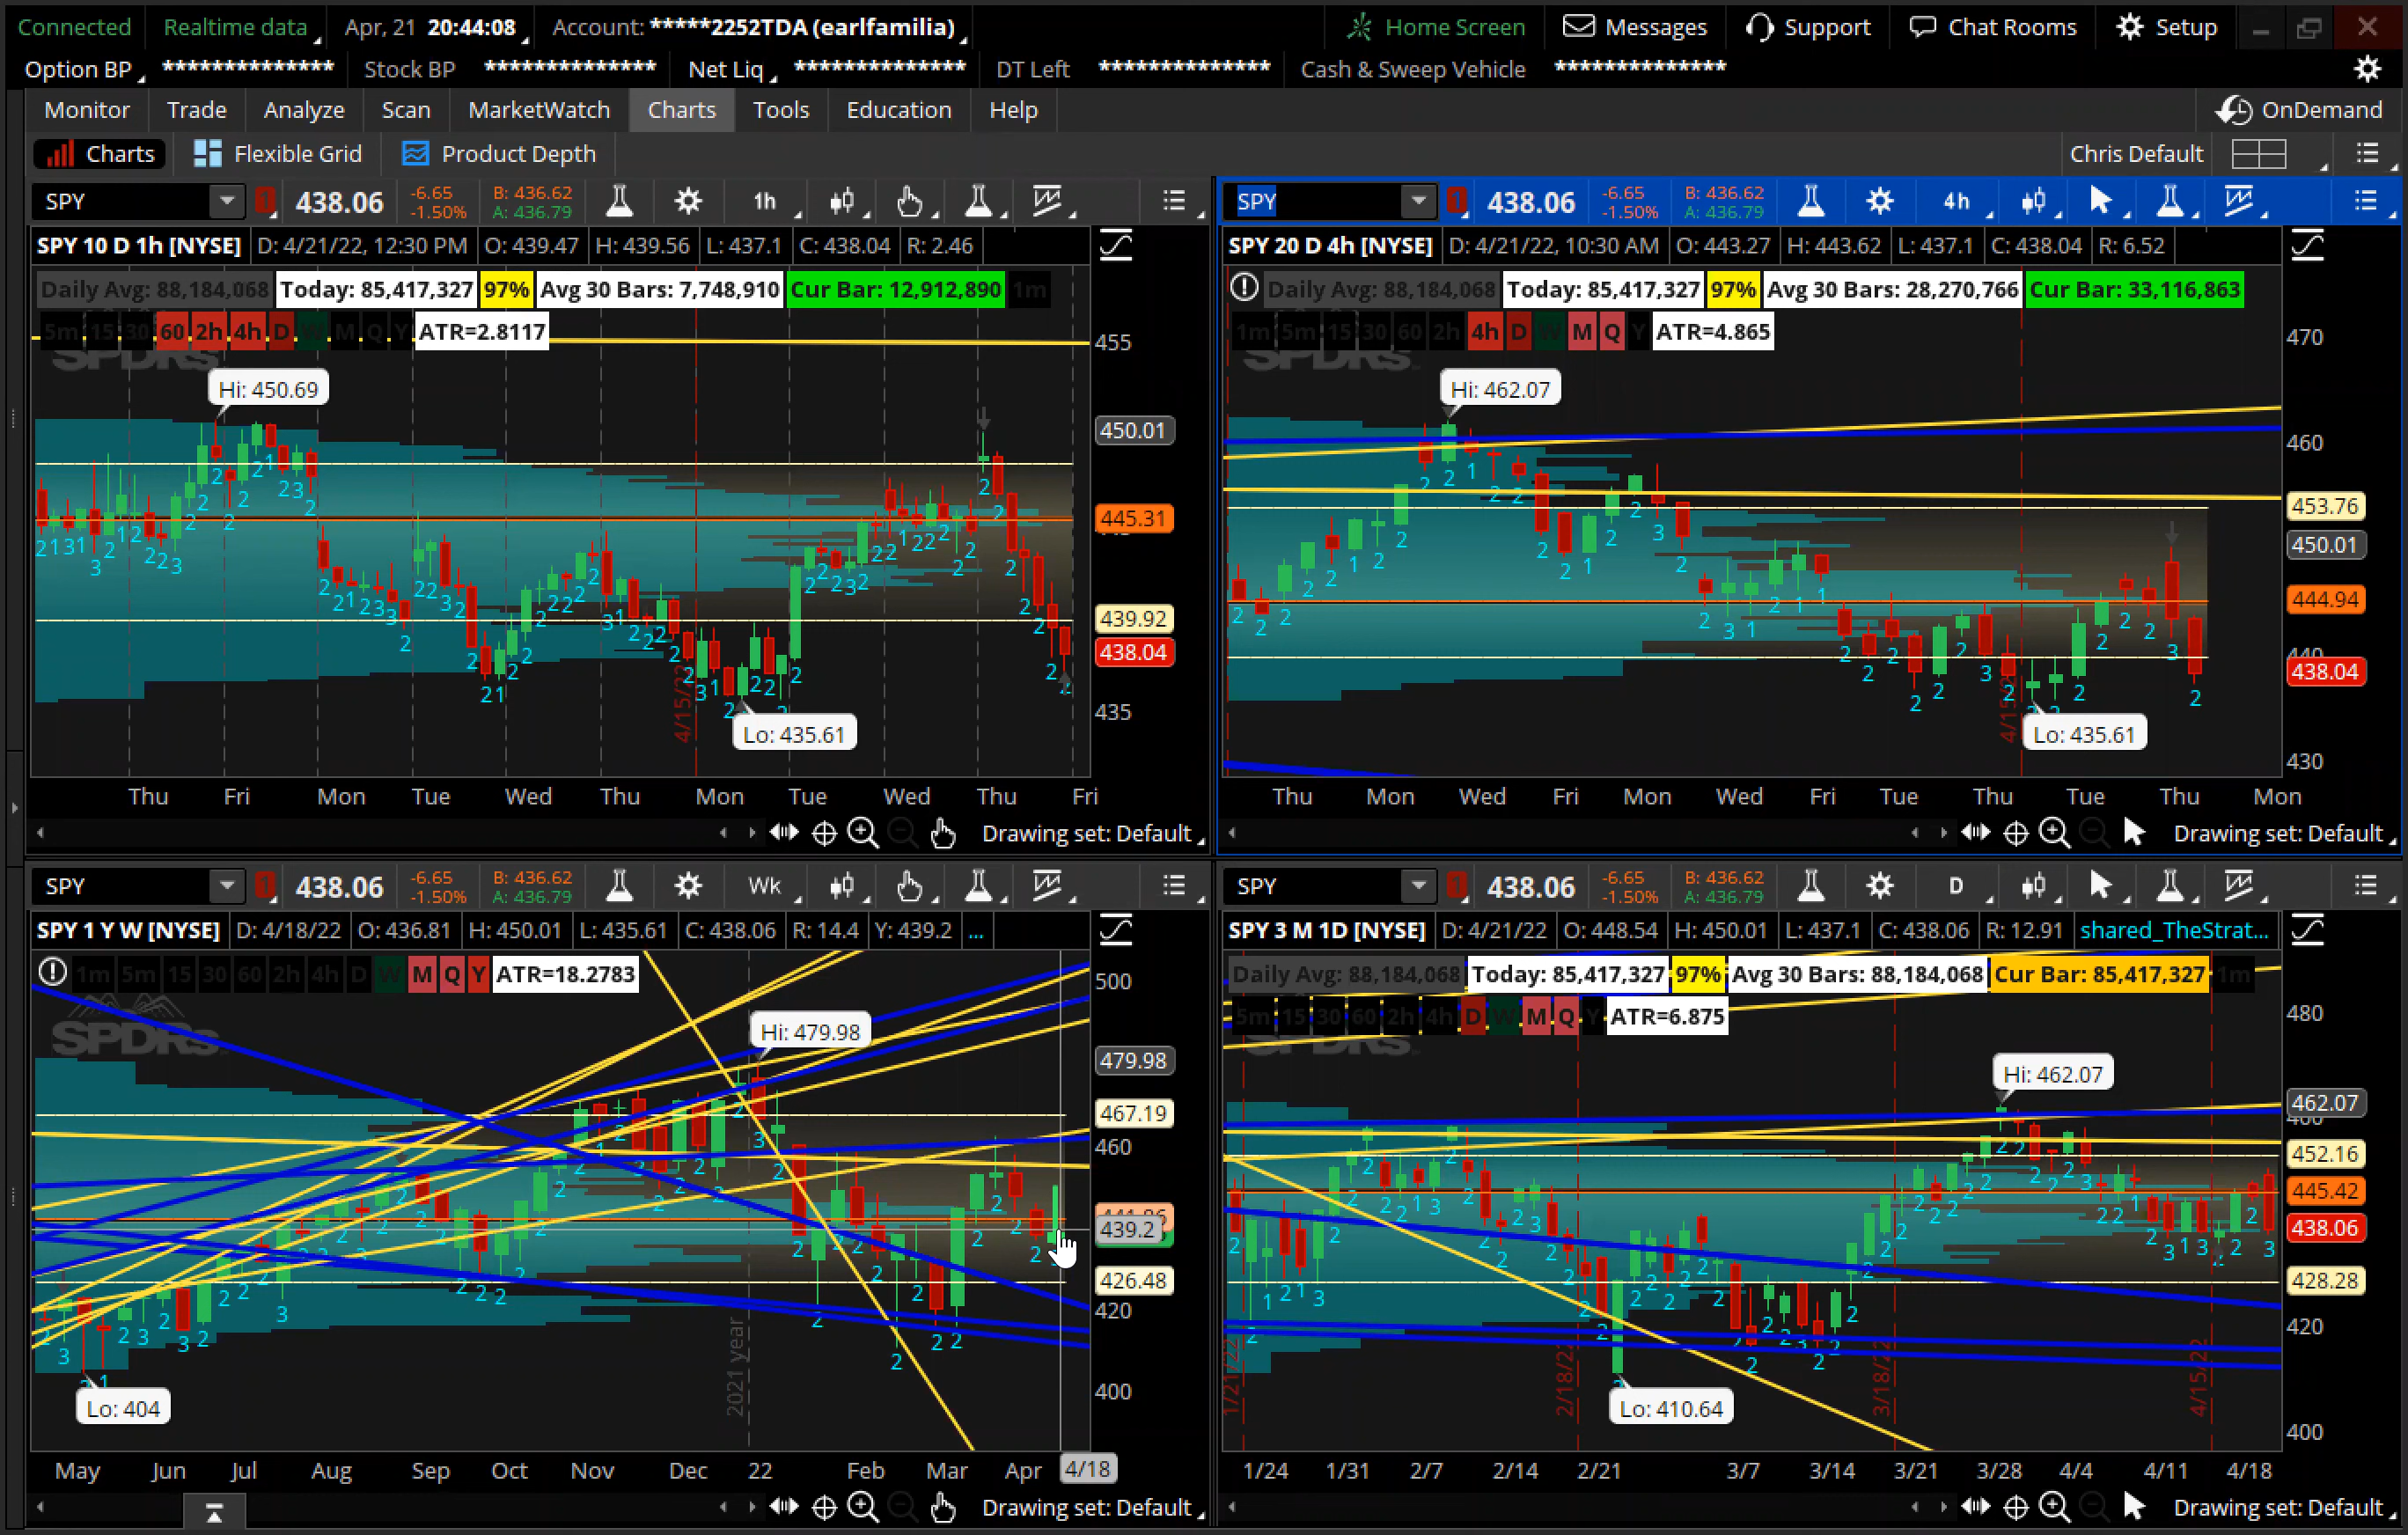 Connected Realtime data Apr, 21 20:44:08 Account: *****2252TDA (earlfamilia) Home Screen Messages Support Chat Rooms Setup
Option BP ************** Stock BP ************** Net Liq ************** DT Left ************** Cash & Sweep Vehicle **************
Monitor Trade Analyze Scan MarketWatch Charts Tools Education Help OnDemand
Charts Flexible Grid Product Depth Chris Default
SPY 438.06 -6.65 -1.50% B: 436.62 A: 436.79 1h
SPY 10 D 1h [NYSE] D: 4/21/22, 12:30 PM O: 439.47 H: 439.56 L: 437.1 C: 438.04 R: 2.46
Daily Avg: 88,184,068 Today: 85,417,327 97% Avg 30 Bars: 7,748,910 Cur Bar: 12,912,890 1m
5m 15 30 60 2h 4h D W M Q Y ATR=2.8117
SPDRs
455
Hi: 450.69
450.01
445.31
439.92
438.04
435
4/15/22
Lo: 435.61
Thu Fri Mon Tue Wed Thu Mon Tue Wed Thu Fri
Drawing set: Default
SPY 438.06 -6.65 -1.50% B: 436.62 A: 436.79 4h
SPY 20 D 4h [NYSE] D: 4/21/22, 10:30 AM O: 443.27 H: 443.62 L: 437.1 C: 438.04 R: 6.52
Daily Avg: 88,184,068 Today: 85,417,327 97% Avg 30 Bars: 28,270,766 Cur Bar: 33,116,863
1m 5m 15 30 60 2h 4h D W M Q Y ATR=4.865
SPDRs
470
Hi: 462.07
460
453.76
450.01
444.94
440
438.04
Lo: 435.61
430
Thu Mon Wed Fri Mon Wed Fri Tue Thu Tue Thu Mon
Drawing set: Default
SPY 438.06 -6.65 -1.50% B: 436.62 A: 436.79 Wk
SPY 1 Y W [NYSE] D: 4/18/22 O: 436.81 H: 450.01 L: 435.61 C: 438.06 R: 14.4 Y: 439.2 ...
1m 5m 15 30 60 2h 4h D W M Q Y ATR=18.2783
SPDRs
500
Hi: 479.98
479.98
467.19
460
439.2
426.48
420
2021 year
400
Lo: 404
May Jun Jul Aug Sep Oct Nov Dec 22 Feb Mar Apr 4/18
Drawing set: Default
SPY 438.06 -6.65 -1.50% B: 436.62 A: 436.79 D
SPY 3 M 1D [NYSE] D: 4/21/22 O: 448.54 H: 450.01 L: 437.1 C: 438.06 R: 12.91 shared_TheStrat...
Daily Avg: 88,184,068 Today: 85,417,327 97% Avg 30 Bars: 88,184,068 Cur Bar: 85,417,327 1m
5m 15 30 60 2h 4h D W M Q Y ATR=6.875
SPDRs
480
Hi: 462.07
462.07
452.16
445.42
438.06
428.28
420
1/21/22 2/18/22 3/18/22 4/15/22
Lo: 410.64
400
1/24 1/31 2/7 2/14 2/21 3/7 3/14 3/21 3/28 4/4 4/11 4/18
Drawing set: Default